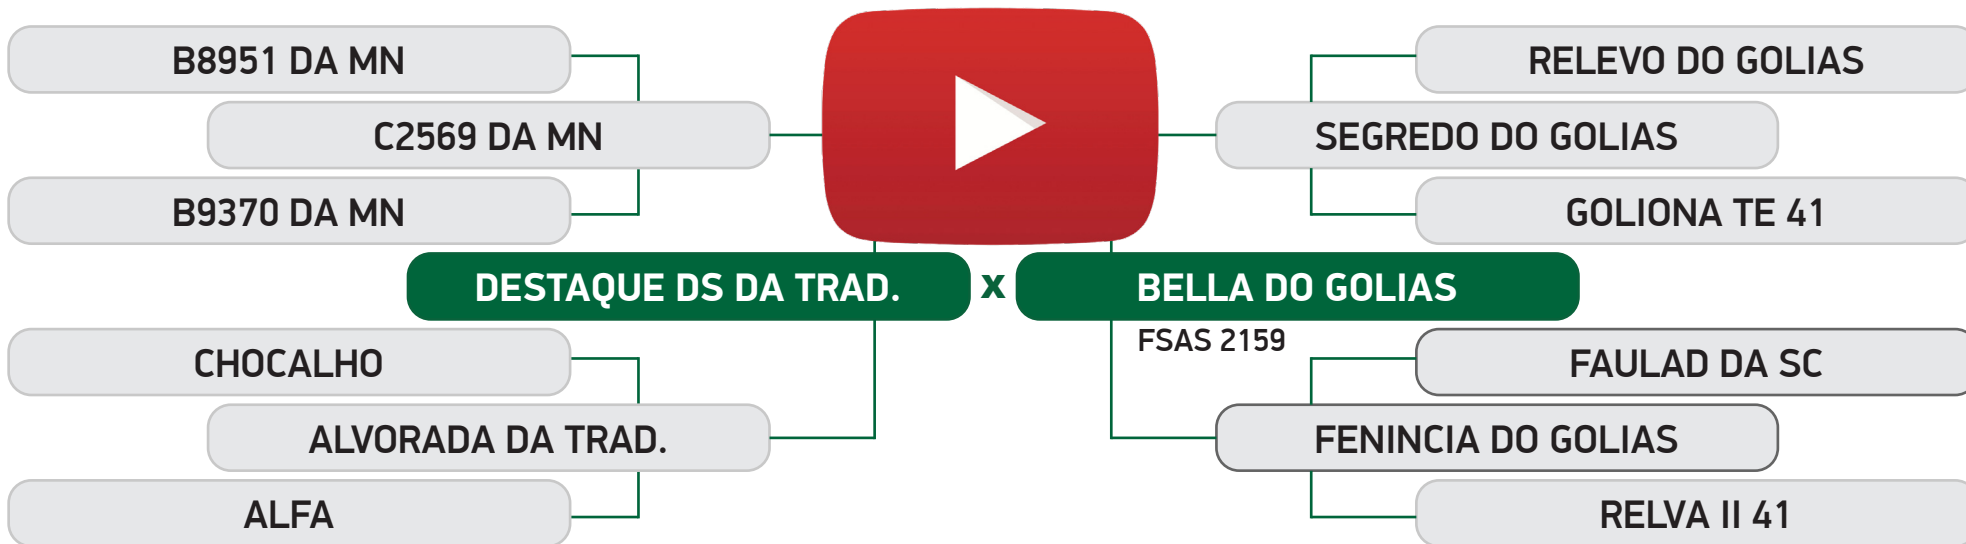 B8951 DA MN
RELEVO DO GOLIAS
C2569 DA MN
SEGREDO DO GOLIAS
B9370 DA MN
GOLIONA TE 41
DESTAQUE DS DA TRAD. X BELLA DO GOLIAS
FSAS 2159
CHOCALHO
FAULAD DA SC
ALVORADA DA TRAD.
FENINCIA DO GOLIAS
ALFA
RELVA II 41